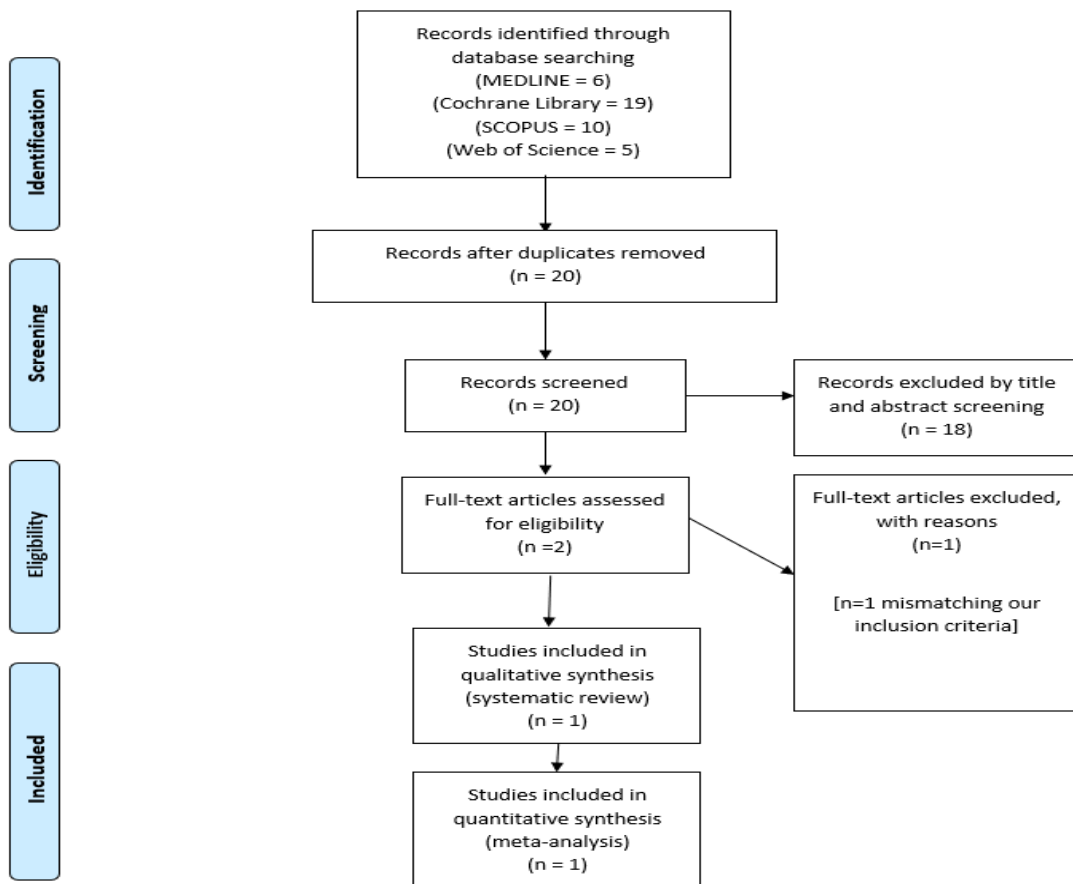 Identification
Records identified through
database searching
(MEDLINE = 6)
(Cochrane Library = 19)
(SCOPUS = 10)
(Web of Science = 5)
Records after duplicates removed
(n = 20)
Screening
Records screened
(n = 20)
Records excluded by title
and abstract screening
(n = 18)
Eligibility
Full-text articles assessed
for eligibility
(n =2)
Full-text articles excluded,
with reasons
(n=1)
[n=1 mismatching our
inclusion criteria]
Included
Studies included in
qualitative synthesis
(systematic review)
(n = 1)
Studies included in
quantitative synthesis
(meta-analysis)
(n = 1)